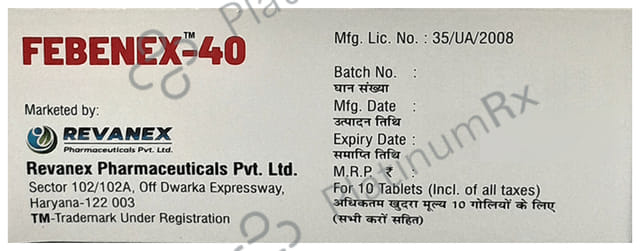 FEBENEX™-40
Marketed by:
REVANEX
Pharmaceuticals Pvt. Ltd.
Revanex Pharmaceuticals Pvt. Ltd.
Sector 102/102A, Off Dwarka Expressway,
Haryana-122 003
TM-Trademark Under Registration
Mfg. Lic. No. : 35/UA/2008
Batch No. :
घान संख्या
Mfg. Date :
उत्पादन तिथि
Expiry Date :
समाप्ति तिथि
M.R.P. ₹ :
For 10 Tablets (Incl. of all taxes)
अधिकतम खुदरा मूल्य 10 गोलियों के लिए
(सभी करों सहित)
PlatinumRx